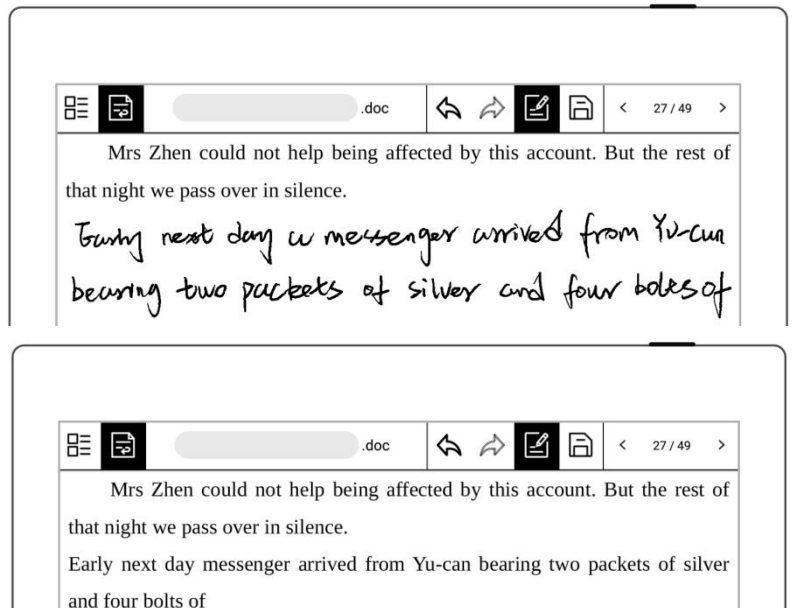 .doc
27 / 49
Mrs Zhen could not help being affected by this account. But the rest of
that night we pass over in silence.
Early next day a messenger arrived from Yu-cun
bearing two packets of silver and four boltes of
.doc
27 / 49
Mrs Zhen could not help being affected by this account. But the rest of
that night we pass over in silence.
Early next day messenger arrived from Yu-can bearing two packets of silver
and four bolts of